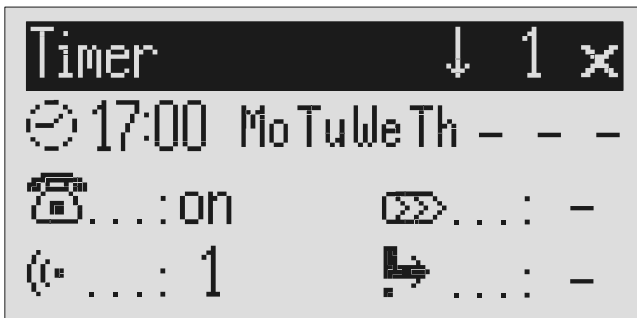 Timer ↓ 1 x
17:00 MoTuWeTh – – –
...: on ...: –
...: 1 ...: –